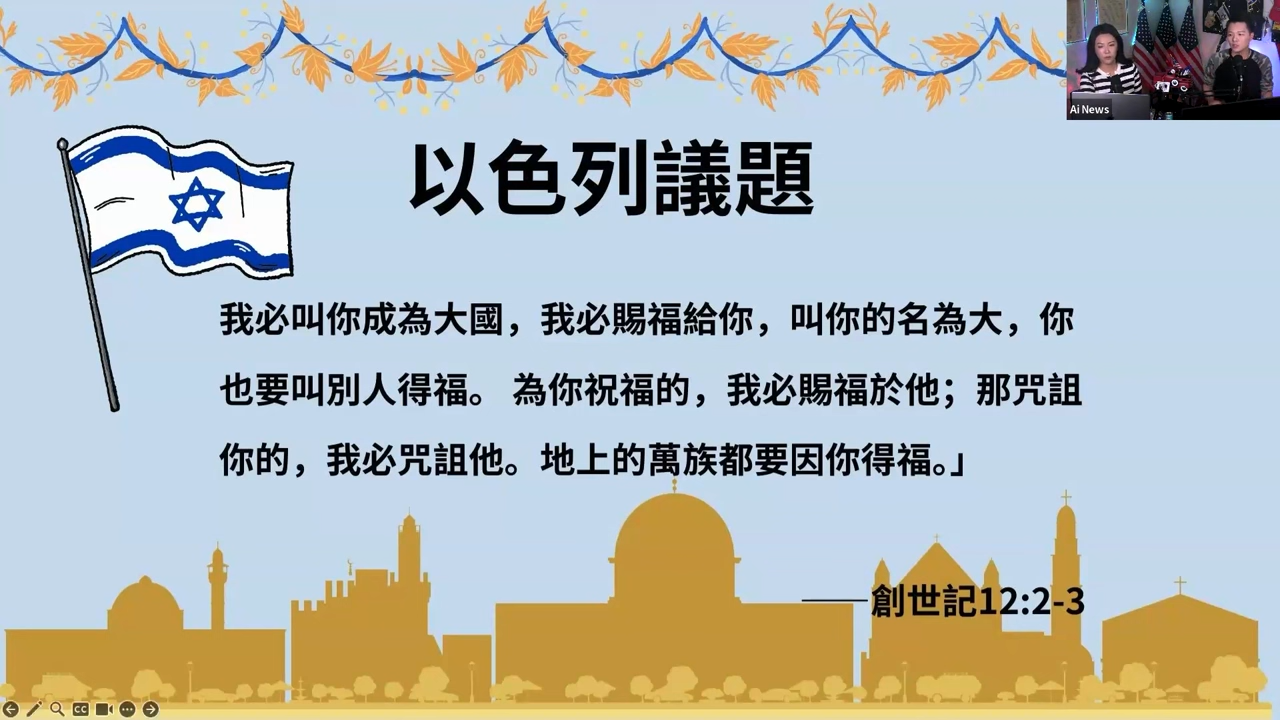 Ai News
以色列議題
我必叫你成為大國，我必賜福給你，叫你的名為大，你
也要叫別人得福。 為你祝福的，我必賜福於他；那咒詛
你的，我必咒詛他。地上的萬族都要因你得福。」
——創世記12:2-3
CC